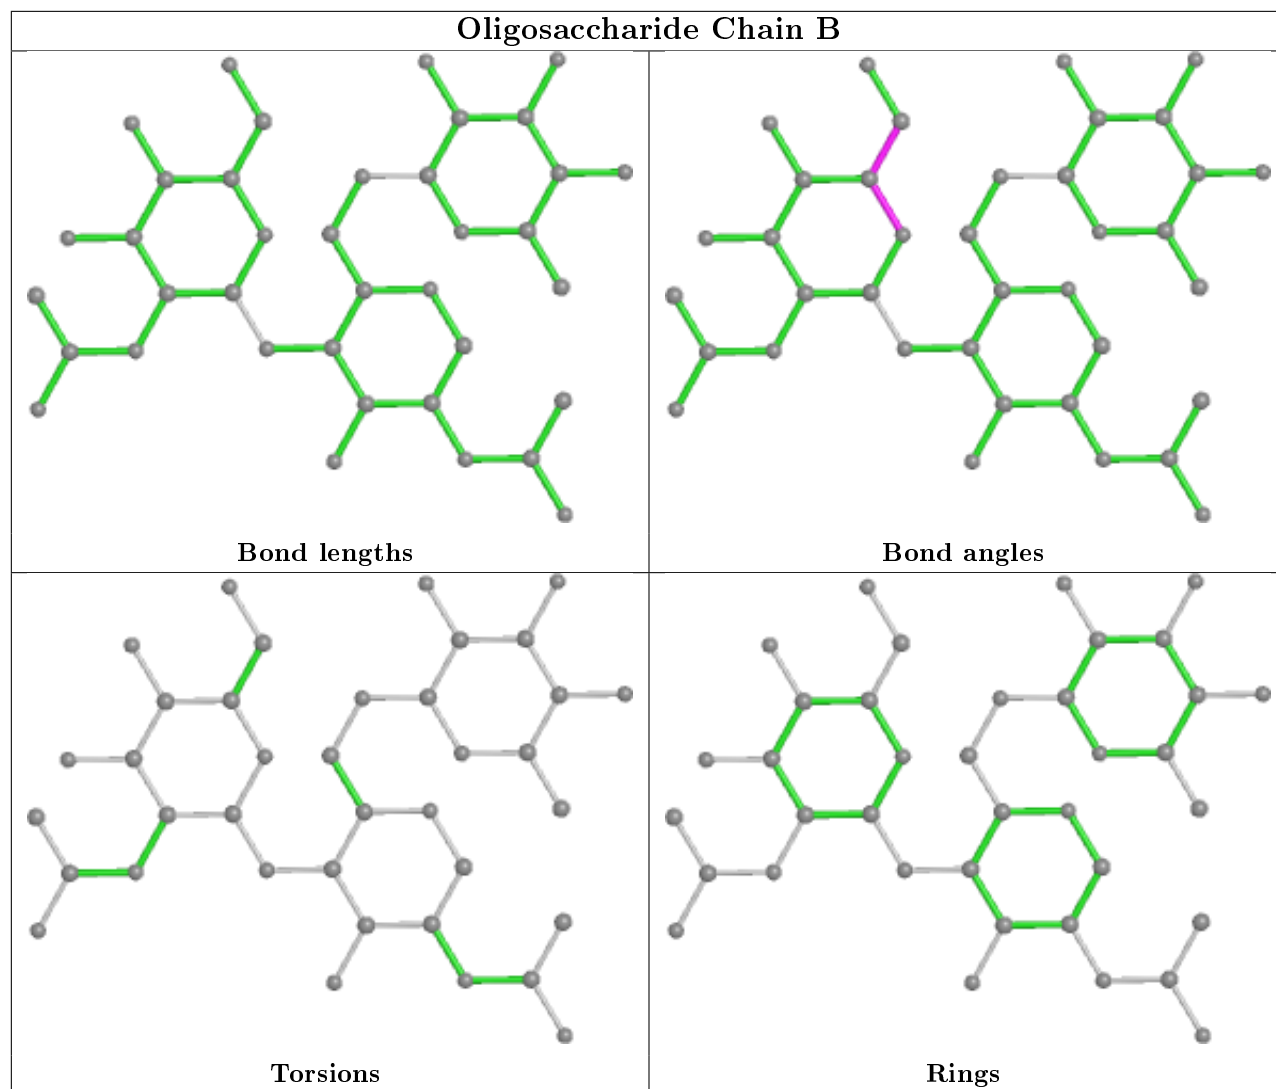 Oligosaccharide Chain B
Bond lengths
Bond angles
Torsions
Rings